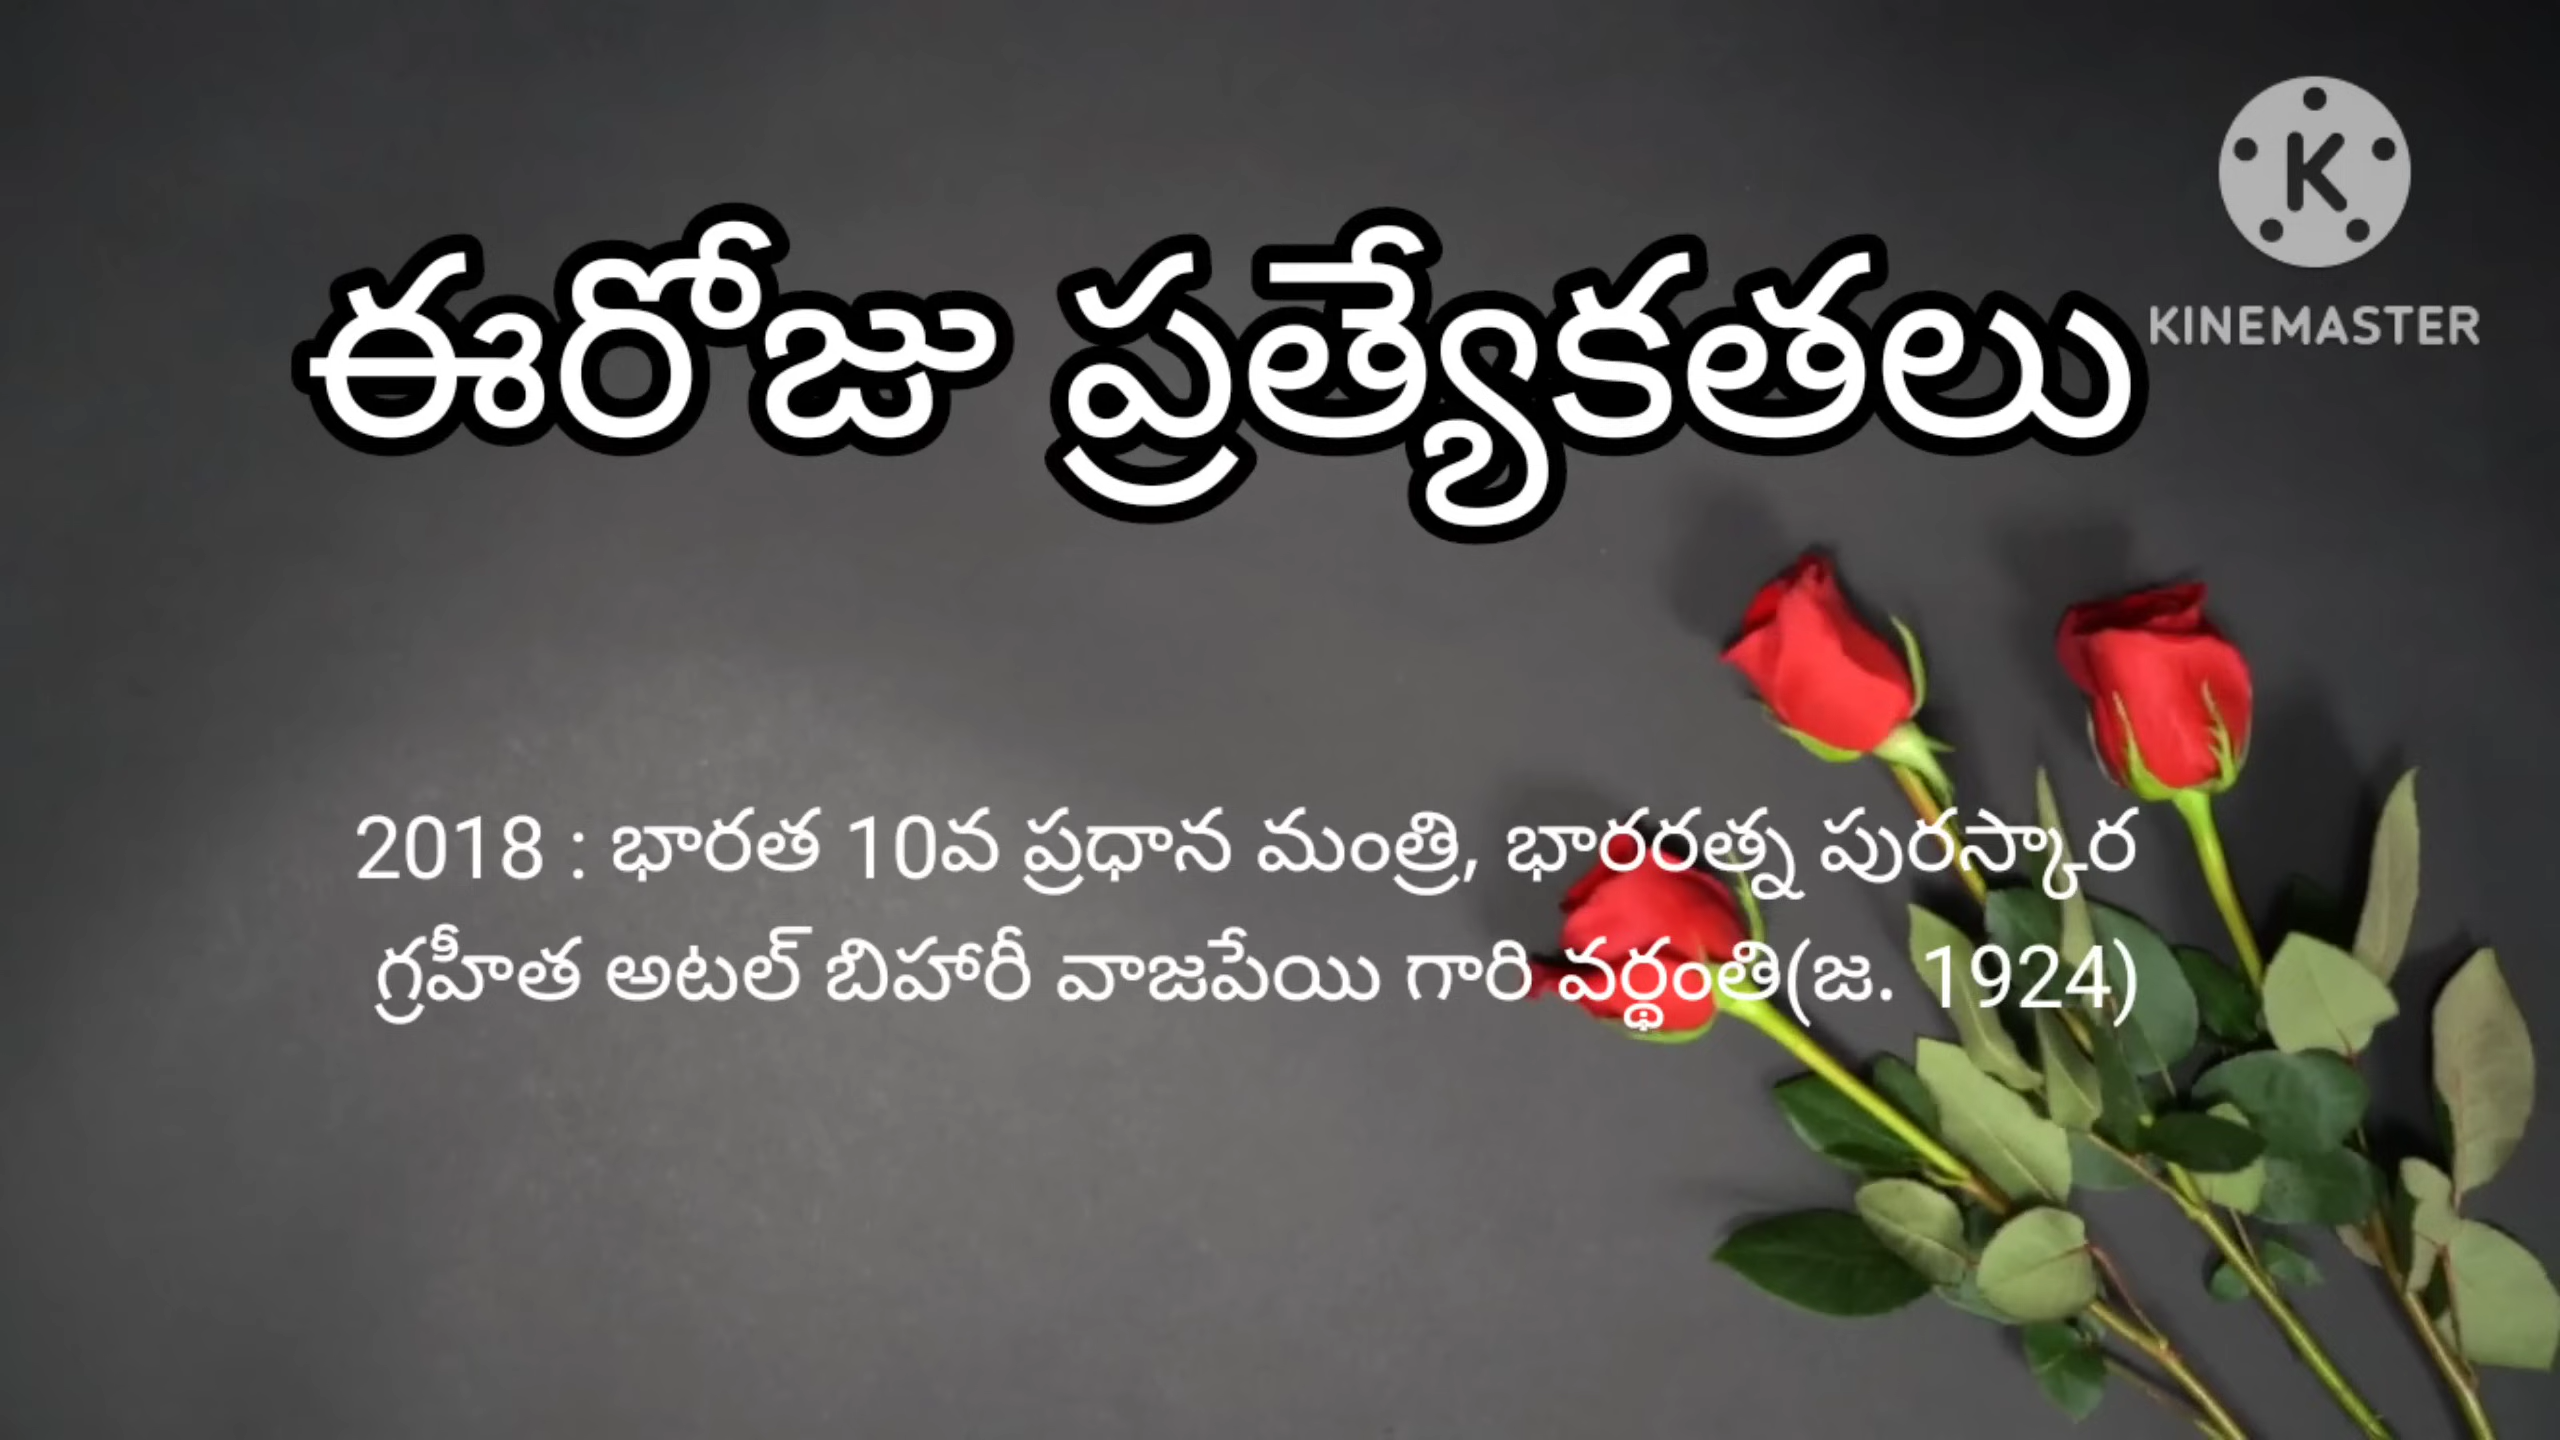 ఈరోజు ప్రత్యేకతలు
KINEMASTER
2018 : భారత 10వ ప్రధాన మంత్రి, భారరత్న పురస్కార
గ్రహీత అటల్ బిహారీ వాజపేయి గారి వర్థంతి(జ. 1924)